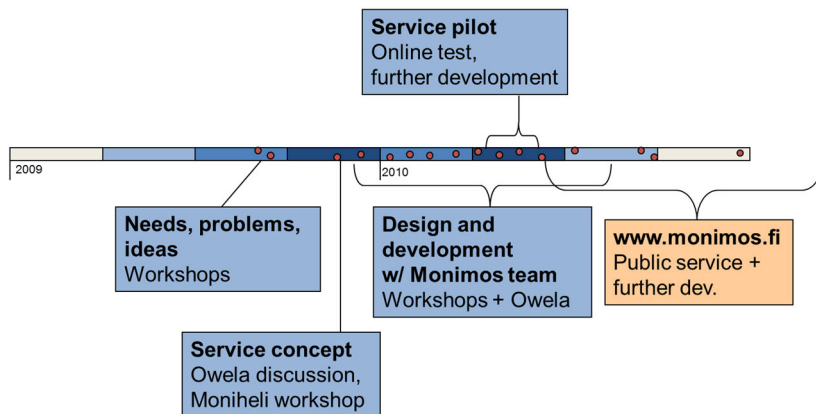 Service pilot
Online test,
further development
2009
2010
Needs, problems,
ideas
Workshops
Design and
development
w/ Monimos team
Workshops + Owela
www.monimos.fi
Public service +
further dev.
Service concept
Owela discussion,
Moniheli workshop